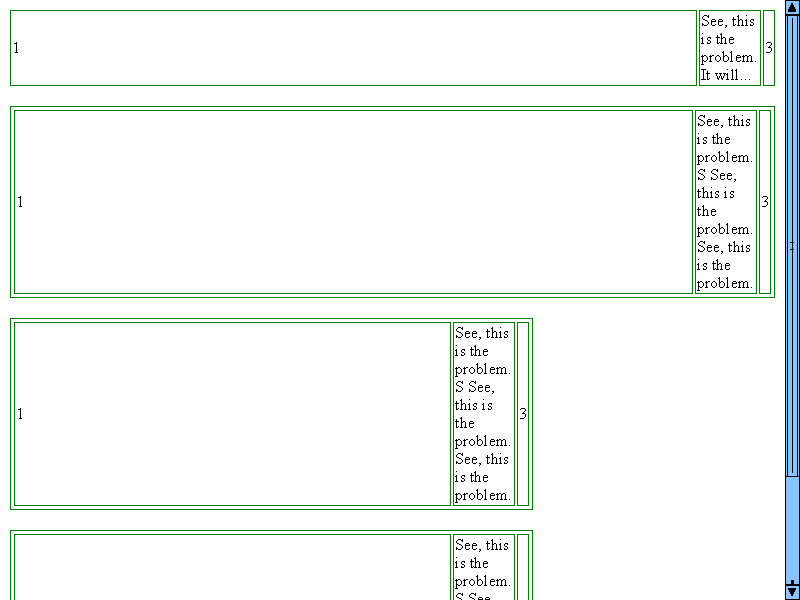 See, this
is the
1 problem. 3
It will...
See, this
is the
problem.
S See,
this is
1 the 3
problem.
See, this
is the
problem.
See, this
is the
problem.
S See,
this is
1 the 3
problem.
See, this
is the
problem.
See, this
is the
problem.
S See,